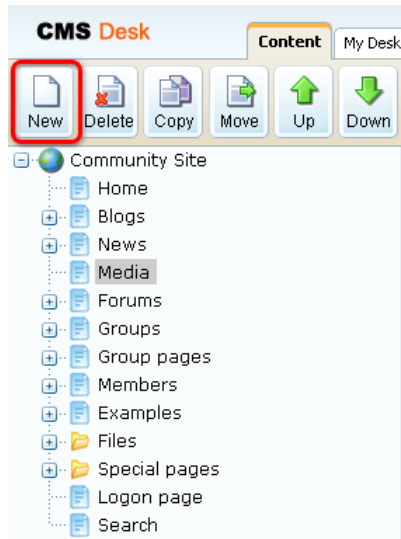 CMS Desk
Content My Desk
New Delete Copy Move Up Down
Community Site
Home
Blogs
News
Media
Forums
Groups
Group pages
Members
Examples
Files
Special pages
Logon page
Search